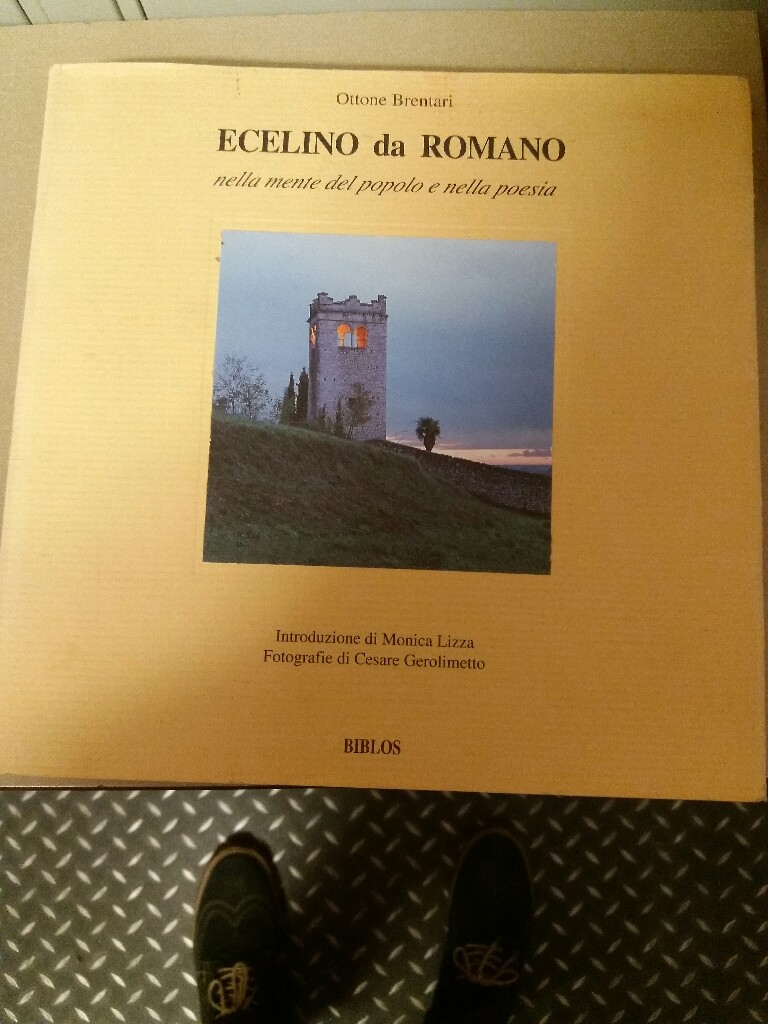 Ottone Brentari
ECELINO da ROMANO
nella mente del popolo e nella poesia
Introduzione di Monica Lizza
Fotografie di Cesare Gerolimetto
BIBLOS